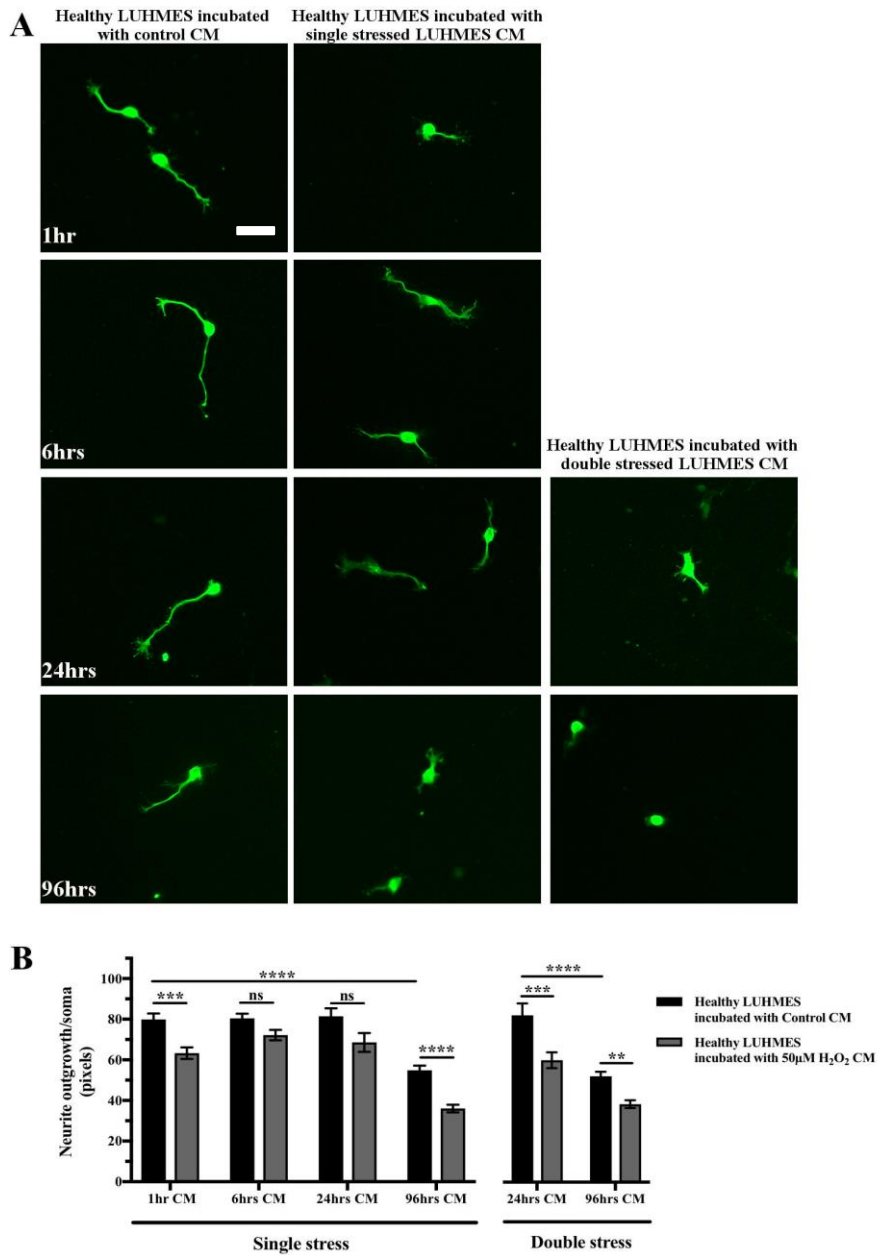 A
Healthy LUHMES incubated
with control CM
Healthy LUHMES incubated with
single stressed LUHMES CM
1hr
6hrs
Healthy LUHMES incubated with
double stressed LUHMES CM
24hrs
96hrs
B
Neurite outgrowth/soma
(pixels)
100
80
60
40
20
0
***
ns
ns
****
****
1hr CM
6hrs CM
24hrs CM
96hrs CM
Single stress
****
***
**
24hrs CM
96hrs CM
Double stress
Healthy LUHMES
incubated with Control CM
Healthy LUHMES
incubated with 50µM H₂O₂ CM